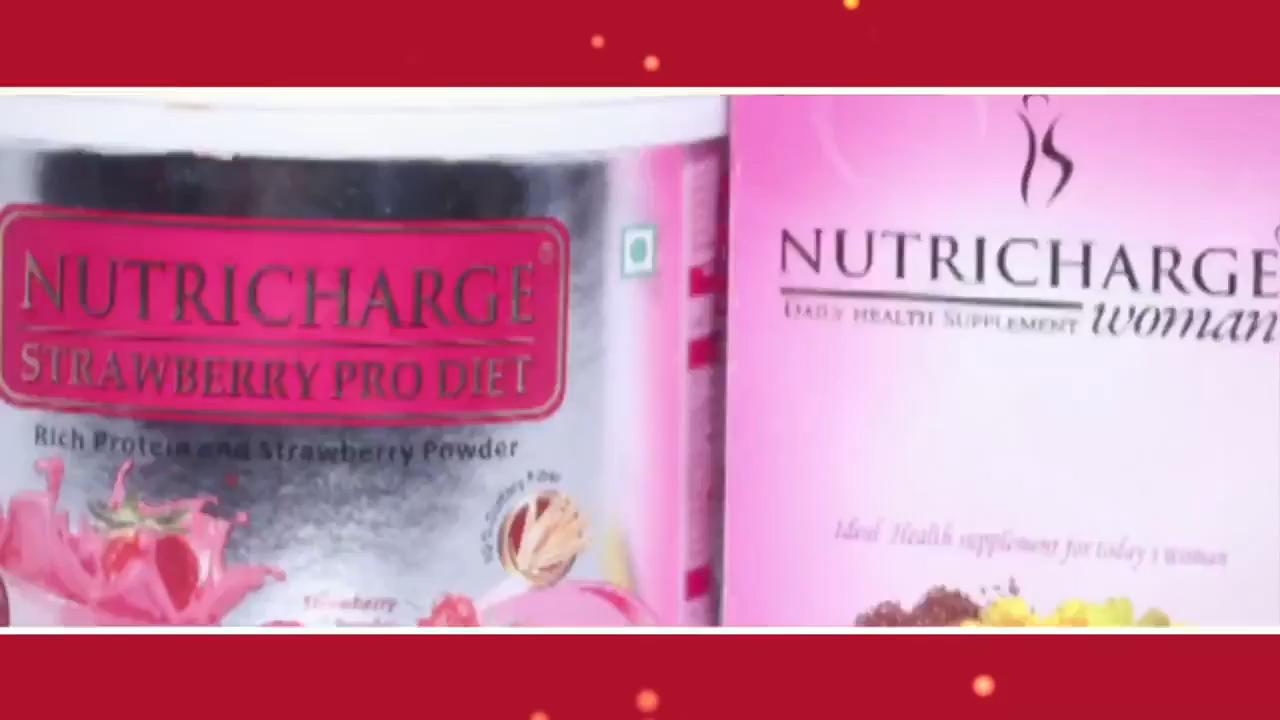 NUTRICHARGE®
STRAWBERRY PRO DIET
Rich Protein and Strawberry Powder
Strawberry
NUTRICHARGE
DAILY HEALTH SUPPLEMENT woman
Ideal Health supplement for today's woman